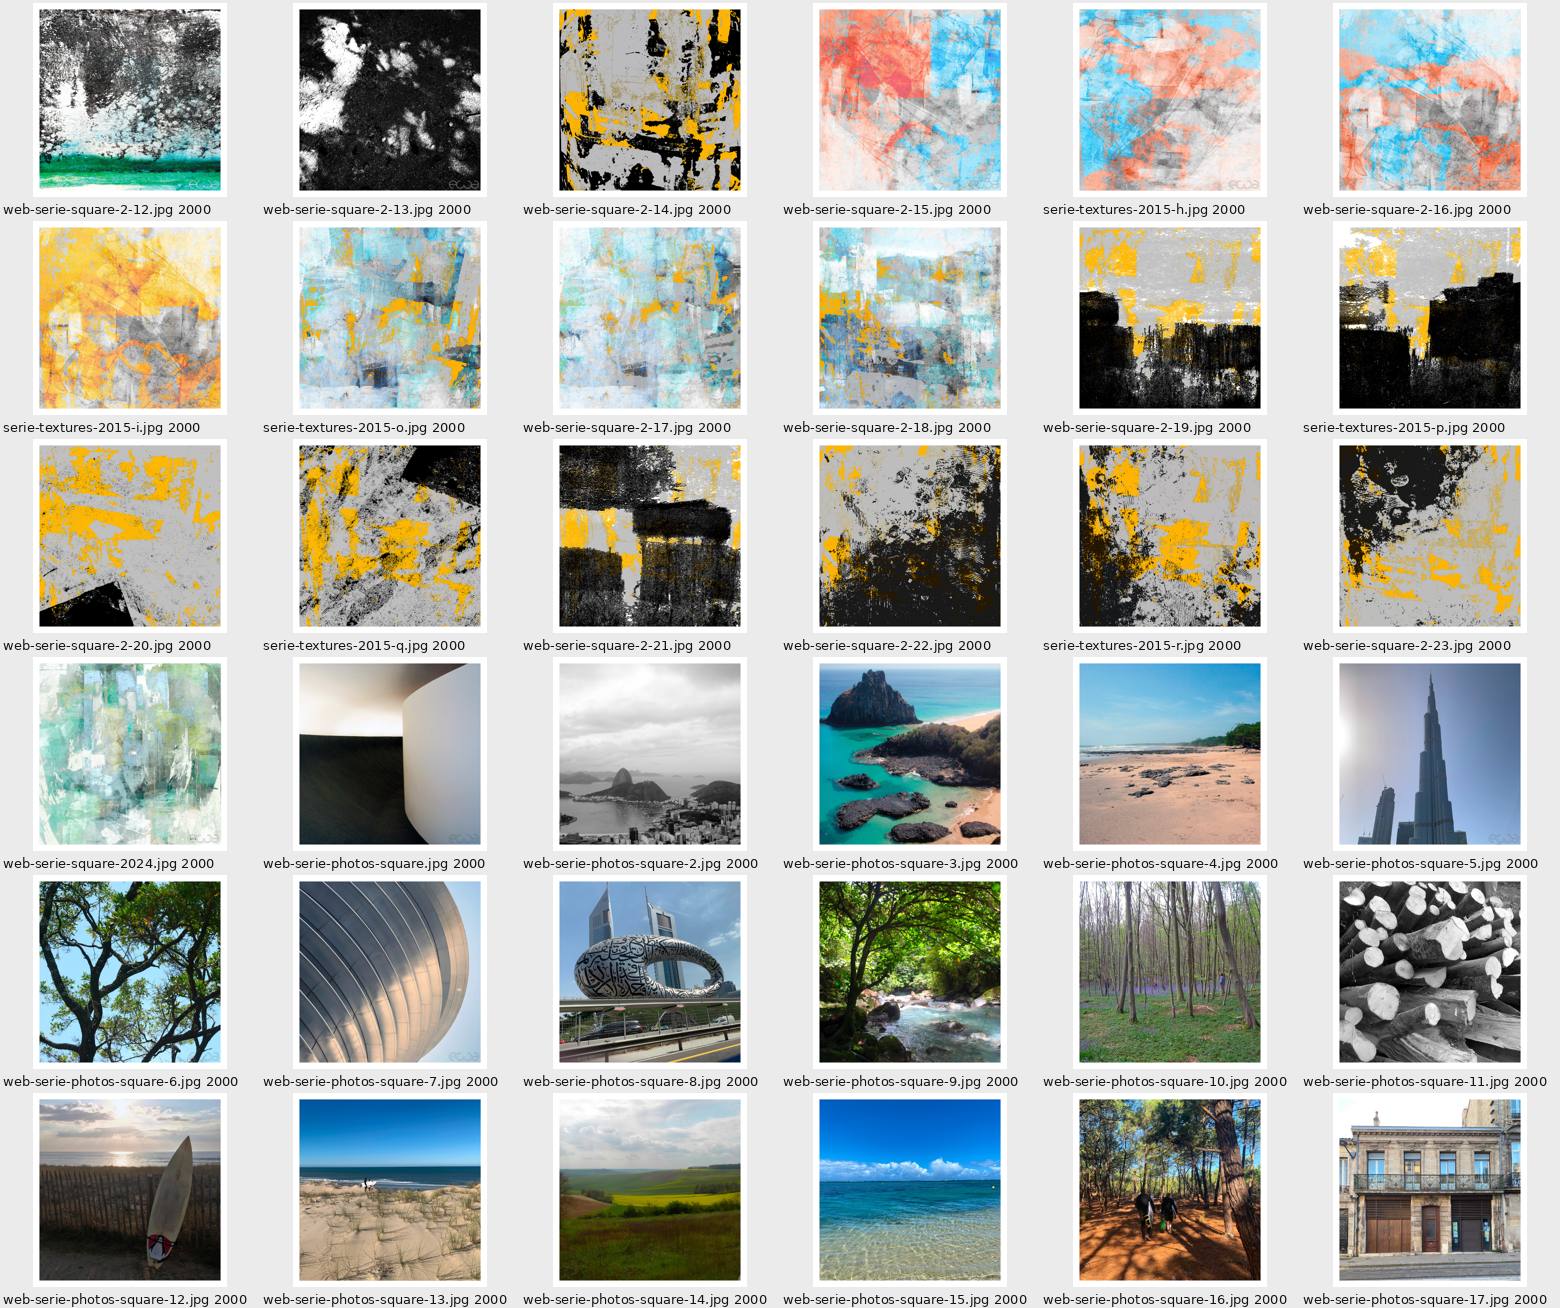 web-serie-square-2-12.jpg 2000
web-serie-square-2-13.jpg 2000
web-serie-square-2-14.jpg 2000
web-serie-square-2-15.jpg 2000
serie-textures-2015-h.jpg 2000
web-serie-square-2-16.jpg 2000
serie-textures-2015-i.jpg 2000
serie-textures-2015-o.jpg 2000
web-serie-square-2-17.jpg 2000
web-serie-square-2-18.jpg 2000
web-serie-square-2-19.jpg 2000
serie-textures-2015-p.jpg 2000
web-serie-square-2-20.jpg 2000
serie-textures-2015-q.jpg 2000
web-serie-square-2-21.jpg 2000
web-serie-square-2-22.jpg 2000
serie-textures-2015-r.jpg 2000
web-serie-square-2-23.jpg 2000
web-serie-square-2024.jpg 2000
web-serie-photos-square.jpg 2000
web-serie-photos-square-2.jpg 2000
web-serie-photos-square-3.jpg 2000
web-serie-photos-square-4.jpg 2000
web-serie-photos-square-5.jpg 2000
web-serie-photos-square-6.jpg 2000
web-serie-photos-square-7.jpg 2000
web-serie-photos-square-8.jpg 2000
web-serie-photos-square-9.jpg 2000
web-serie-photos-square-10.jpg 2000
web-serie-photos-square-11.jpg 2000
web-serie-photos-square-12.jpg 2000
web-serie-photos-square-13.jpg 2000
web-serie-photos-square-14.jpg 2000
web-serie-photos-square-15.jpg 2000
web-serie-photos-square-16.jpg 2000
web-serie-photos-square-17.jpg 2000